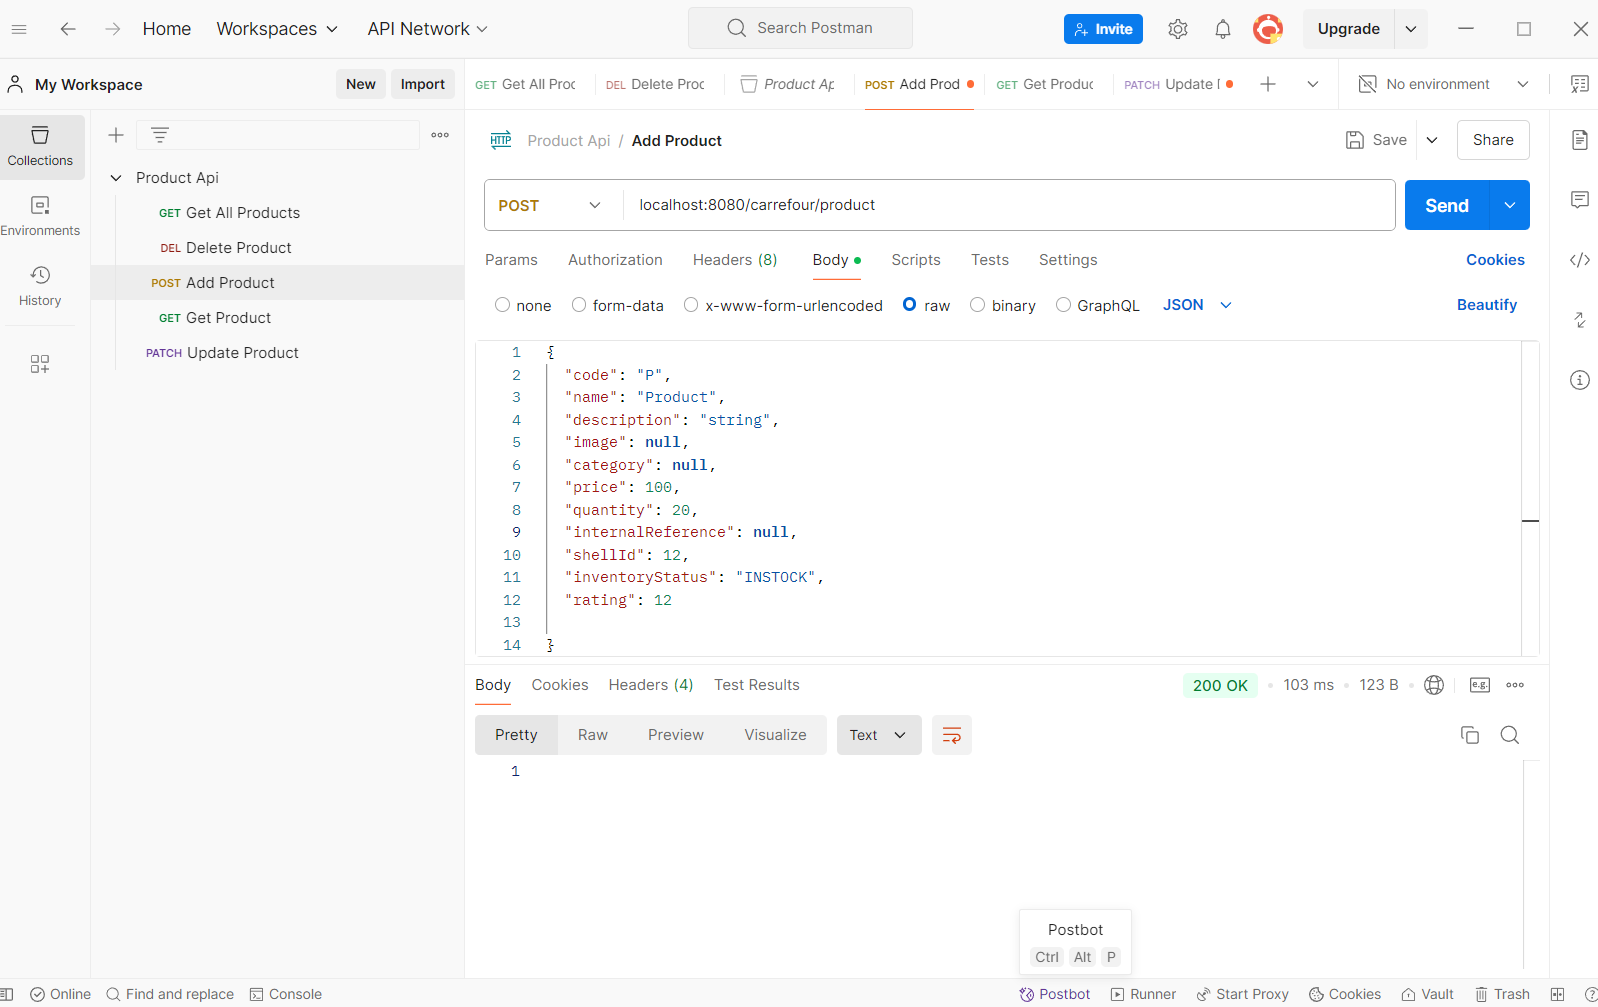 Home
Workspaces
API Network
Search Postman
Invite
Upgrade
My Workspace
New
Import
GET Get All Proc
DEL Delete Proc
Product Ap
POST Add Prod
GET Get Produc
PATCH Update
No environment
Collections
Environments
History
Product Api
GET Get All Products
DEL Delete Product
POST Add Product
GET Get Product
PATCH Update Product
HTTP
Product Api / Add Product
Save
Share
POST
localhost:8080/carrefour/product
Send
Params
Authorization
Headers (8)
Body
Scripts
Tests
Settings
Cookies
none
form-data
x-www-form-urlencoded
raw
binary
GraphQL
JSON
Beautify
1 {
2 "code": "P",
3 "name": "Product",
4 "description": "string",
5 "image": null,
6 "category": null,
7 "price": 100,
8 "quantity": 20,
9 "internalReference": null,
10 "shellId": 12,
11 "inventoryStatus": "INSTOCK",
12 "rating": 12
13
14 }
Body
Cookies
Headers (4)
Test Results
200 OK
103 ms
123 B
e.g.
Pretty
Raw
Preview
Visualize
Text
1
Postbot
Ctrl Alt P
Online
Find and replace
Console
Postbot
Runner
Start Proxy
Cookies
Vault
Trash